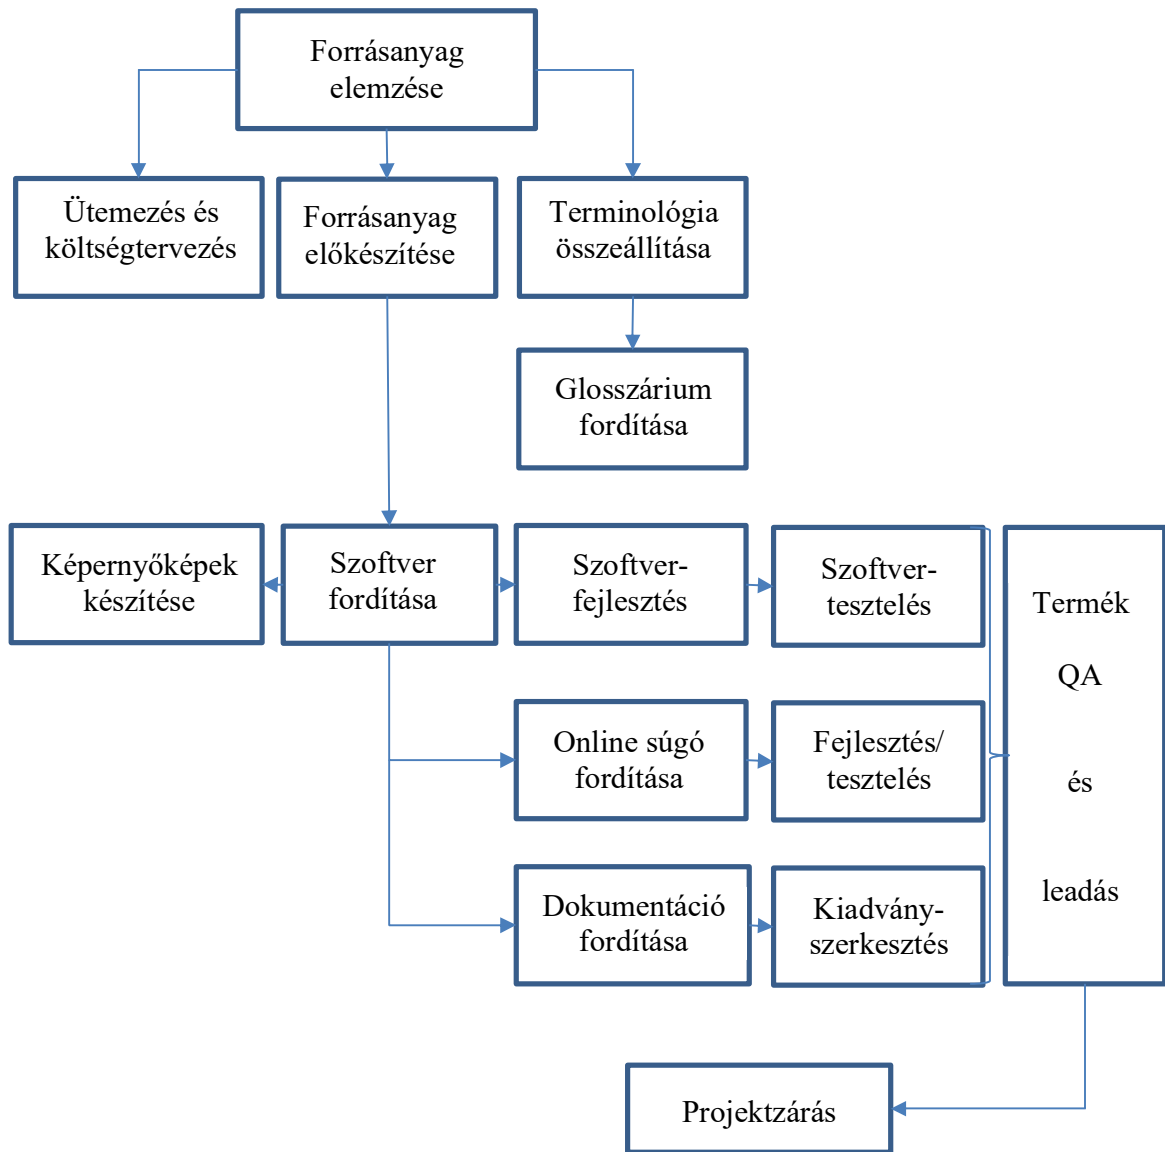 Forrásanyag
elemzése
Ütemezés és
költségtervezés
Forrásanyag
előkészítése
Terminológia
összeállítása
Glosszárium
fordítása
Képernyőképek
készítése
Szoftver
fordítása
Szoftver-
fejlesztés
Szoftver-
tesztelés
Online súgó
fordítása
Fejlesztés/
tesztelés
Dokumentáció
fordítása
Kiadvány-
szerkesztés
Termék
QA
és
leadás
Projektzárás